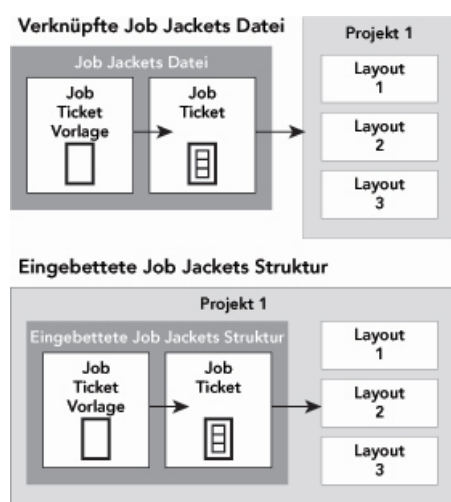 Verknüpfte Job Jackets Datei
Job Jackets Datei
Job
Ticket
Vorlage
Job
Ticket
Projekt 1
Layout
1
Layout
2
Layout
3
Eingebettete Job Jackets Struktur
Projekt 1
Eingebettete Job Jackets Struktur
Job
Ticket
Vorlage
Job
Ticket
Layout
1
Layout
2
Layout
3